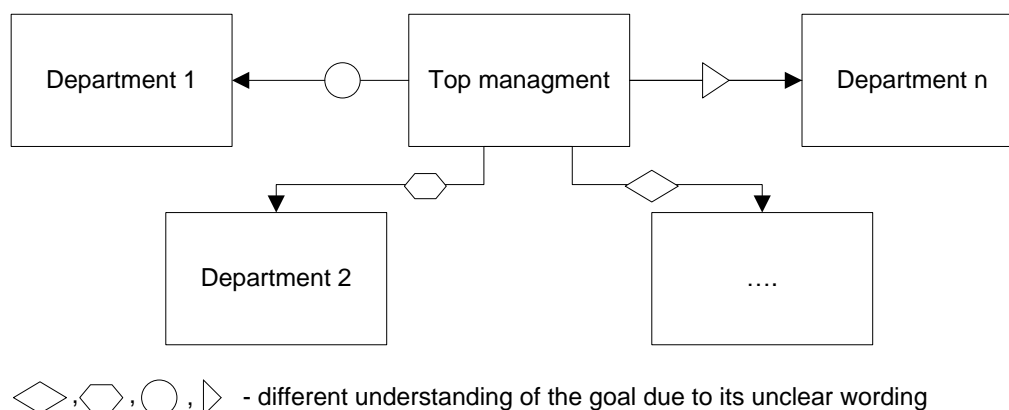 Department 1
Top managment
Department n
Department 2
....
, , , - different understanding of the goal due to its unclear wording